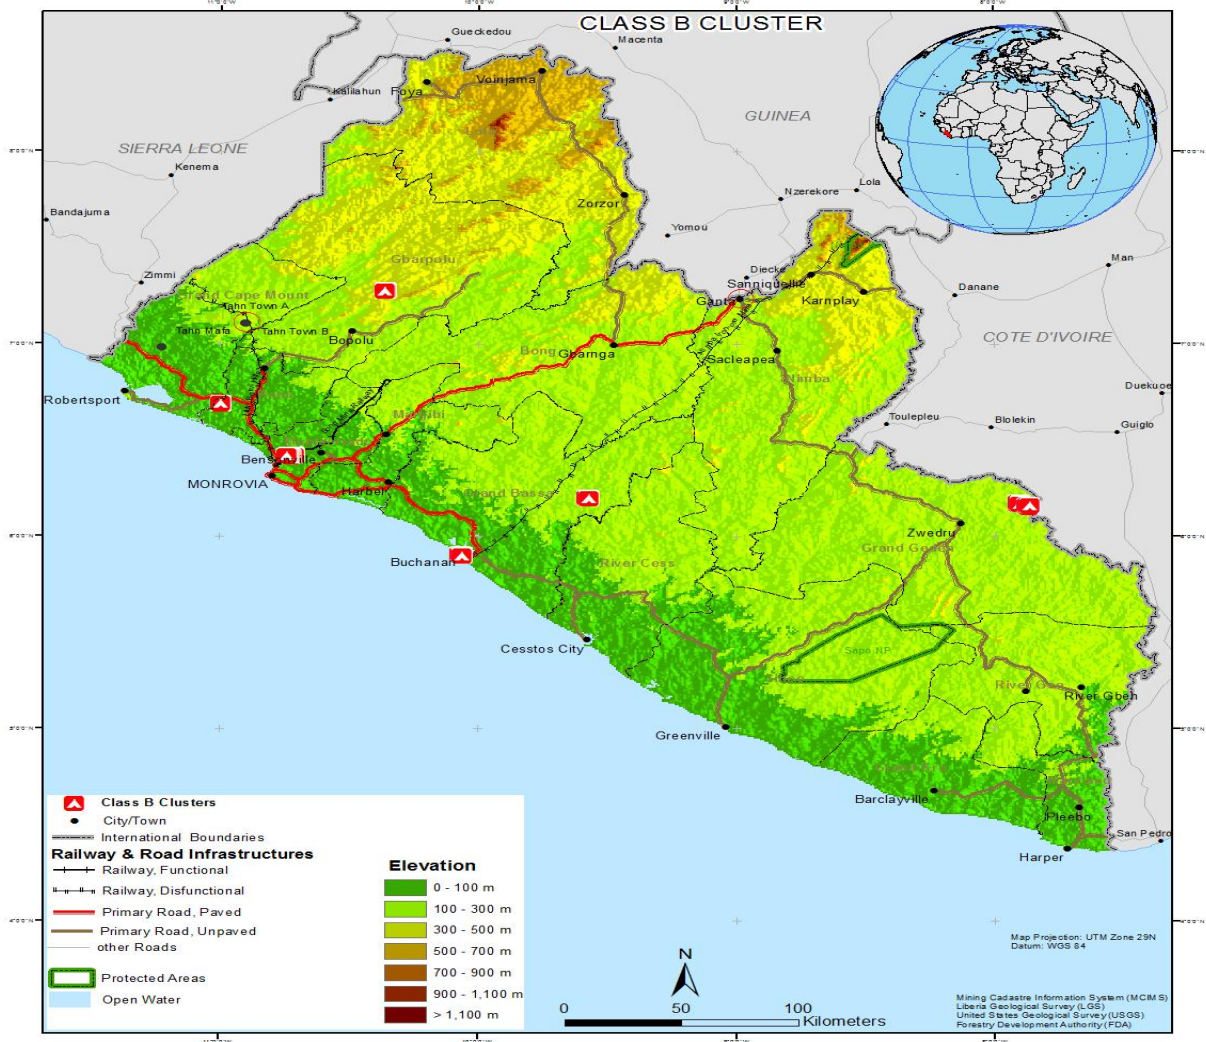 CLASS B CLUSTER
Gueckedou
Macenta
Voinjama
Foya
Kailahun
GUINEA
SIERRA LEONE
Kenema
Nzerekore
Lola
Zorzor
Bandajuma
Yomou
Gbarpolu
Man
Zimmi
Diecke
Sanniquellie
Danane
Grand Cape Mount
Ganta
Karnplay
Tahn Town A
Tahn Mafa
Tahn Town B
Bopolu
COTE D'IVOIRE
Bong
Gbarnga
Sacleapea
Nimba
Duekoue
Robertsport
Toulepleu
Blolekin
Guiglo
Bensonville
MONROVIA
Harbel
Grand Bassa
Zwedru
Grand Gedeh
Buchanan
River Cess
Cesstos City
Sapo NP
River Gbeh
Greenville
Barclayville
Pleebo
San Pedro
Harper
Class B Clusters
City/Town
International Boundaries
Railway & Road Infrastructures
Railway, Functional
Railway, Disfunctional
Primary Road, Paved
Primary Road, Unpaved
other Roads
Protected Areas
Open Water
Elevation
0 - 100 m
100 - 300 m
300 - 500 m
500 - 700 m
700 - 900 m
900 - 1,100 m
> 1,100 m
N
0 50 100
Kilometers
Map Projection: UTM Zone 29N
Datum: WGS 84
Mining Cadastre Information System (MCIMS)
Liberia Geological Survey (LGS)
United States Geological Survey (USGS)
Forestry Development Authority (FDA)